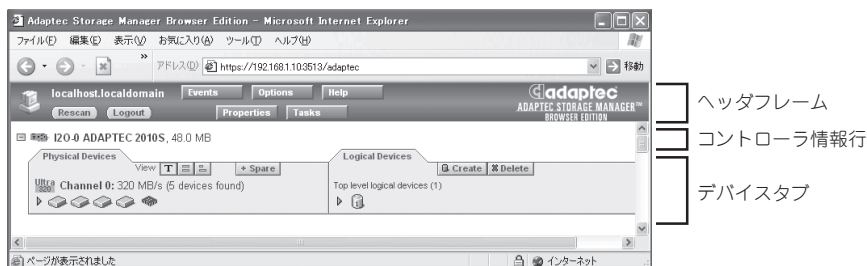 Adaptec Storage Manager Browser Edition - Microsoft Internet Explorer
ファイル(F) 編集(E) 表示(V) お気に入り(A) ツール(T) ヘルプ(H)
アドレス(D) https://192.168.1.10:3513/adaptec 移動
localhost.localdomain Events Options Help
adaptec
Rescan Logout Properties Tasks
ADAPTEC STORAGE MANAGER™
BROWSER EDITION
ヘッダフレーム
I2O-0 ADAPTEC 2010S, 48.0 MB
コントローラ情報行
Physical Devices Logical Devices
View T + Spare Create Delete
Ultra 320 Channel 0: 320 MB/s (5 devices found) Top level logical devices (1)
デバイスタブ
ページが表示されました インターネット